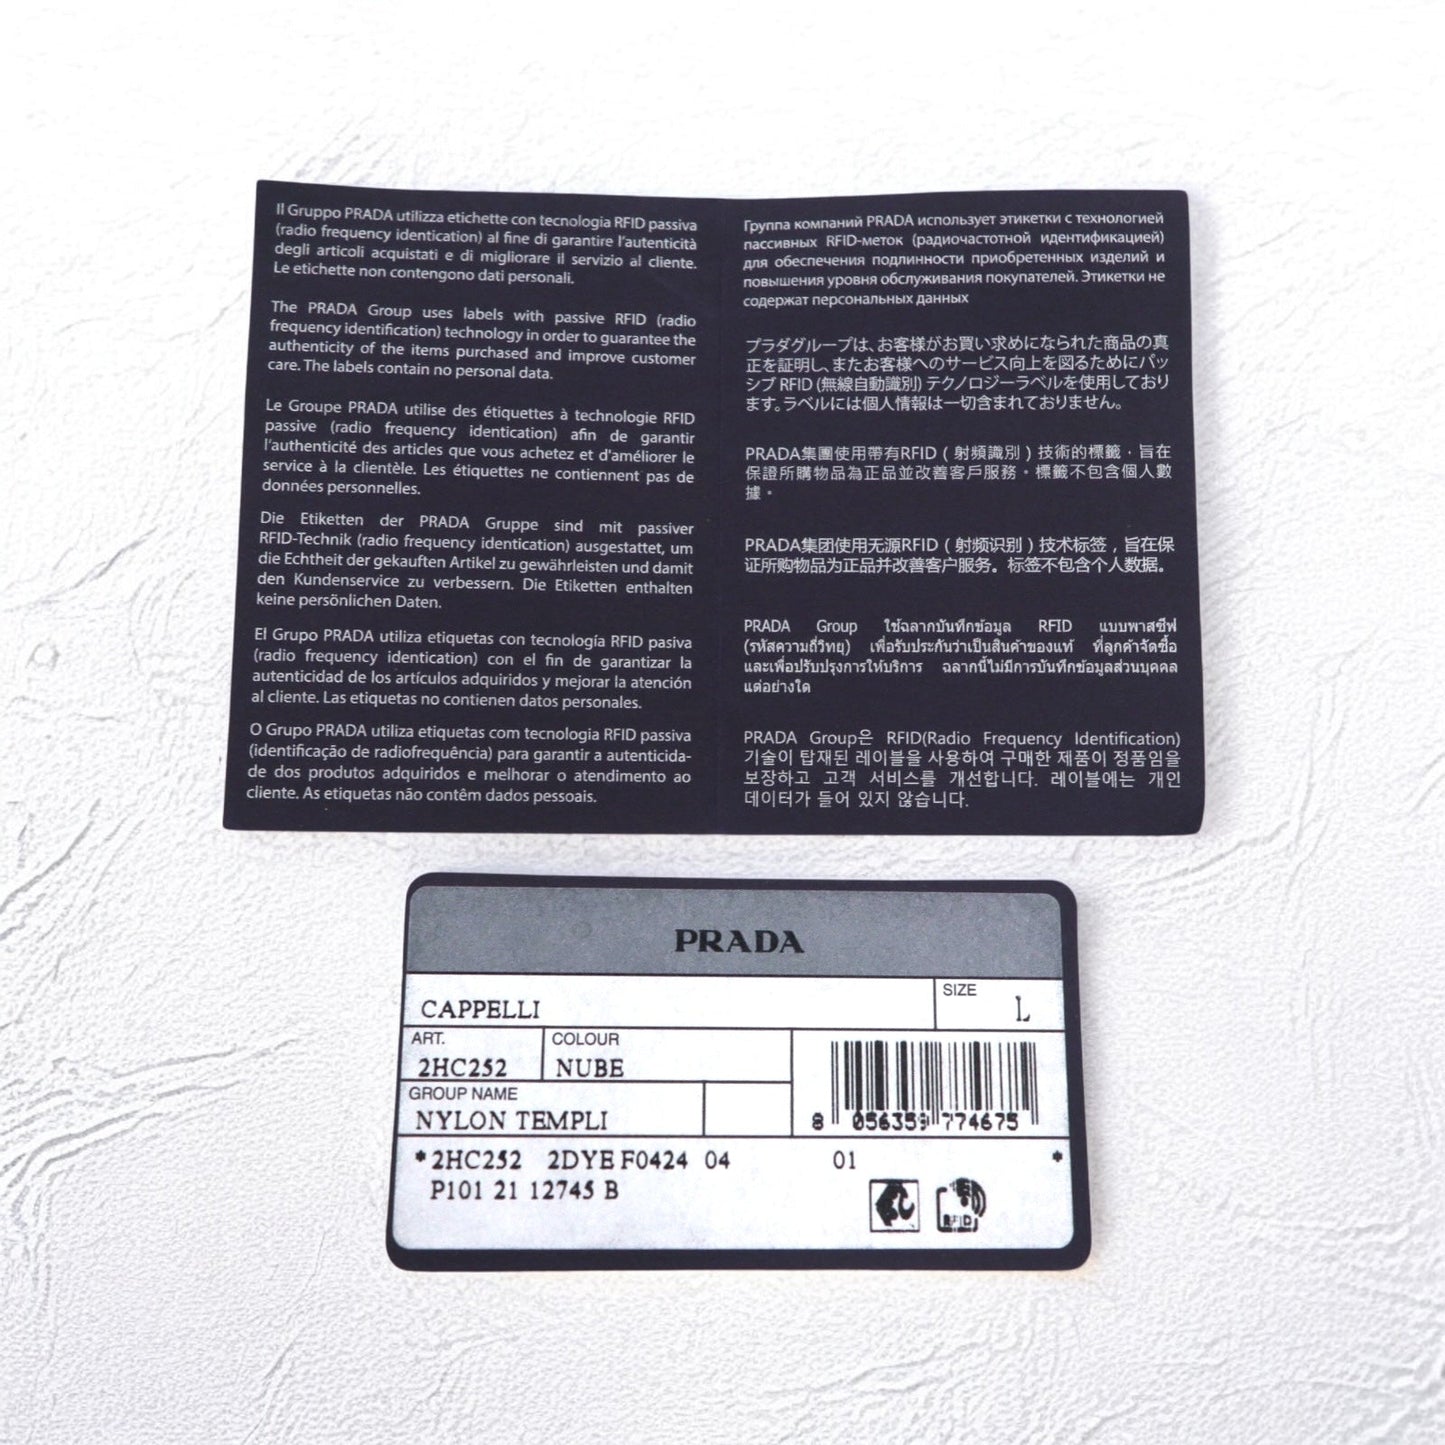 Il Gruppo PRADA utilizza etichette con tecnologia RFID passiva
(radio frequency identication) al fine di garantire l'autenticità
degli articoli acquistati e di migliorare il servizio al cliente.
Le etichette non contengono dati personali.
The PRADA Group uses labels with passive RFID (radio
frequency identification) technology in order to guarantee the
authenticity of the items purchased and improve customer
care. The labels contain no personal data.
Le Groupe PRADA utilise des étiquettes à technologie RFID
passive (radio frequency identication) afin de garantir
l'authenticité des articles que vous achetez et d'améliorer le
service à la clientèle. Les étiquettes ne contiennent pas de
données personnelles.
Die Etiketten der PRADA Gruppe sind mit passiver
RFID-Technik (radio frequency identication) ausgestattet, um
die Echtheit der gekauften Artikel zu gewährleisten und damit
den Kundenservice zu verbessern. Die Etiketten enthalten
keine persönlichen Daten.
El Grupo PRADA utiliza etiquetas con tecnología RFID pasiva
(radio frequency identication) con el fin de garantizar la
autenticidad de los artículos adquiridos y mejorar la atención
al cliente. Las etiquetas no contienen datos personales.
O Grupo PRADA utiliza etiquetas com tecnologia RFID passiva
(identificação de radiofrequência) para garantir a autenticida-
de dos produtos adquiridos e melhorar o atendimento ao
cliente. As etiquetas não contêm dados pessoais.
Группа компаний PRADA использует этикетки с технологией
пассивных RFID-меток (радиочастотной идентификацией)
для обеспечения подлинности приобретенных изделий и
повышения уровня обслуживания покупателей. Этикетки не
содержат персональных данных
プラダグループは、お客様がお買い求めになられた商品の真
正を証明し、またお客様へのサービス向上を図るためにパッ
シブ RFID (無線自動識別) テクノロジーラベルを使用しており
ます。ラベルには個人情報は一切含まれておりません。
PRADA集團使用帶有RFID ( 射頻識別 ) 技術的標籤，旨在
保證所購物品為正品並改善客戶服務。標籤不包含個人數
據。
PRADA集团使用无源RFID ( 射频识别 ) 技术标签，旨在保
证所购物品为正品并改善客户服务。标签不包含个人数据。
PRADA Group ใช้ฉลากบันทึกข้อมูล RFID แบบพาสซีฟ
(รหัสความถี่วิทยุ) เพื่อรับประกันว่าเป็นสินค้าของแท้ ที่ลูกค้าจัดซื้อ
และเพื่อปรับปรุงการให้บริการ ฉลากนี้ไม่มีการบันทึกข้อมูลส่วนบุคคล
แต่อย่างใด
PRADA Group은 RFID(Radio Frequency Identification)
기술이 탑재된 레이블을 사용하여 구매한 제품이 정품임을
보장하고 고객 서비스를 개선합니다. 레이블에는 개인
데이터가 들어 있지 않습니다.
PRADA
CAPPELLI
SIZE
L
ART.
2HC252
COLOUR
NUBE
GROUP NAME
NYLON TEMPLI
8 056359 774675
*2HC252 2DYE F0424 04 01 *
P101 21 12745 B
RFID